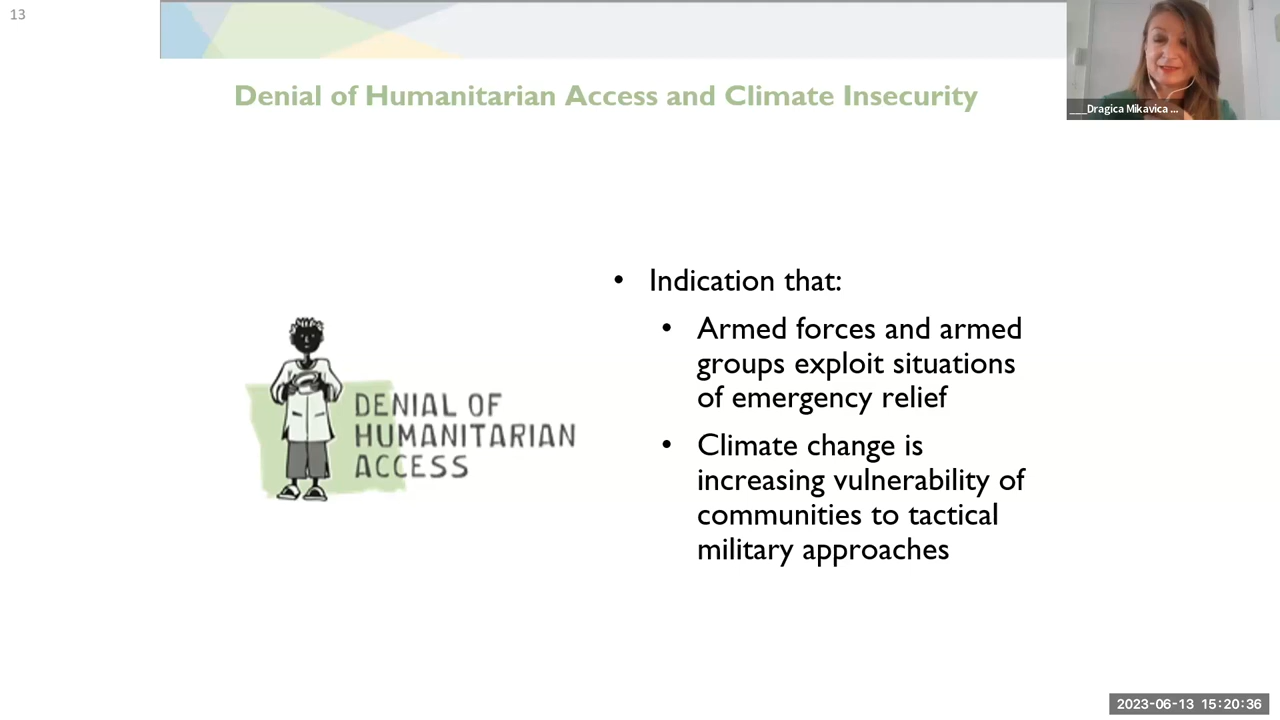 13
Denial of Humanitarian Access and Climate Insecurity
___Dragica Mikavica ...
• Indication that:
• Armed forces and armed
groups exploit situations
of emergency relief
• Climate change is
increasing vulnerability of
communities to tactical
military approaches
DENIAL OF
HUMANITARIAN
ACCESS
2023-06-13 15:20:36